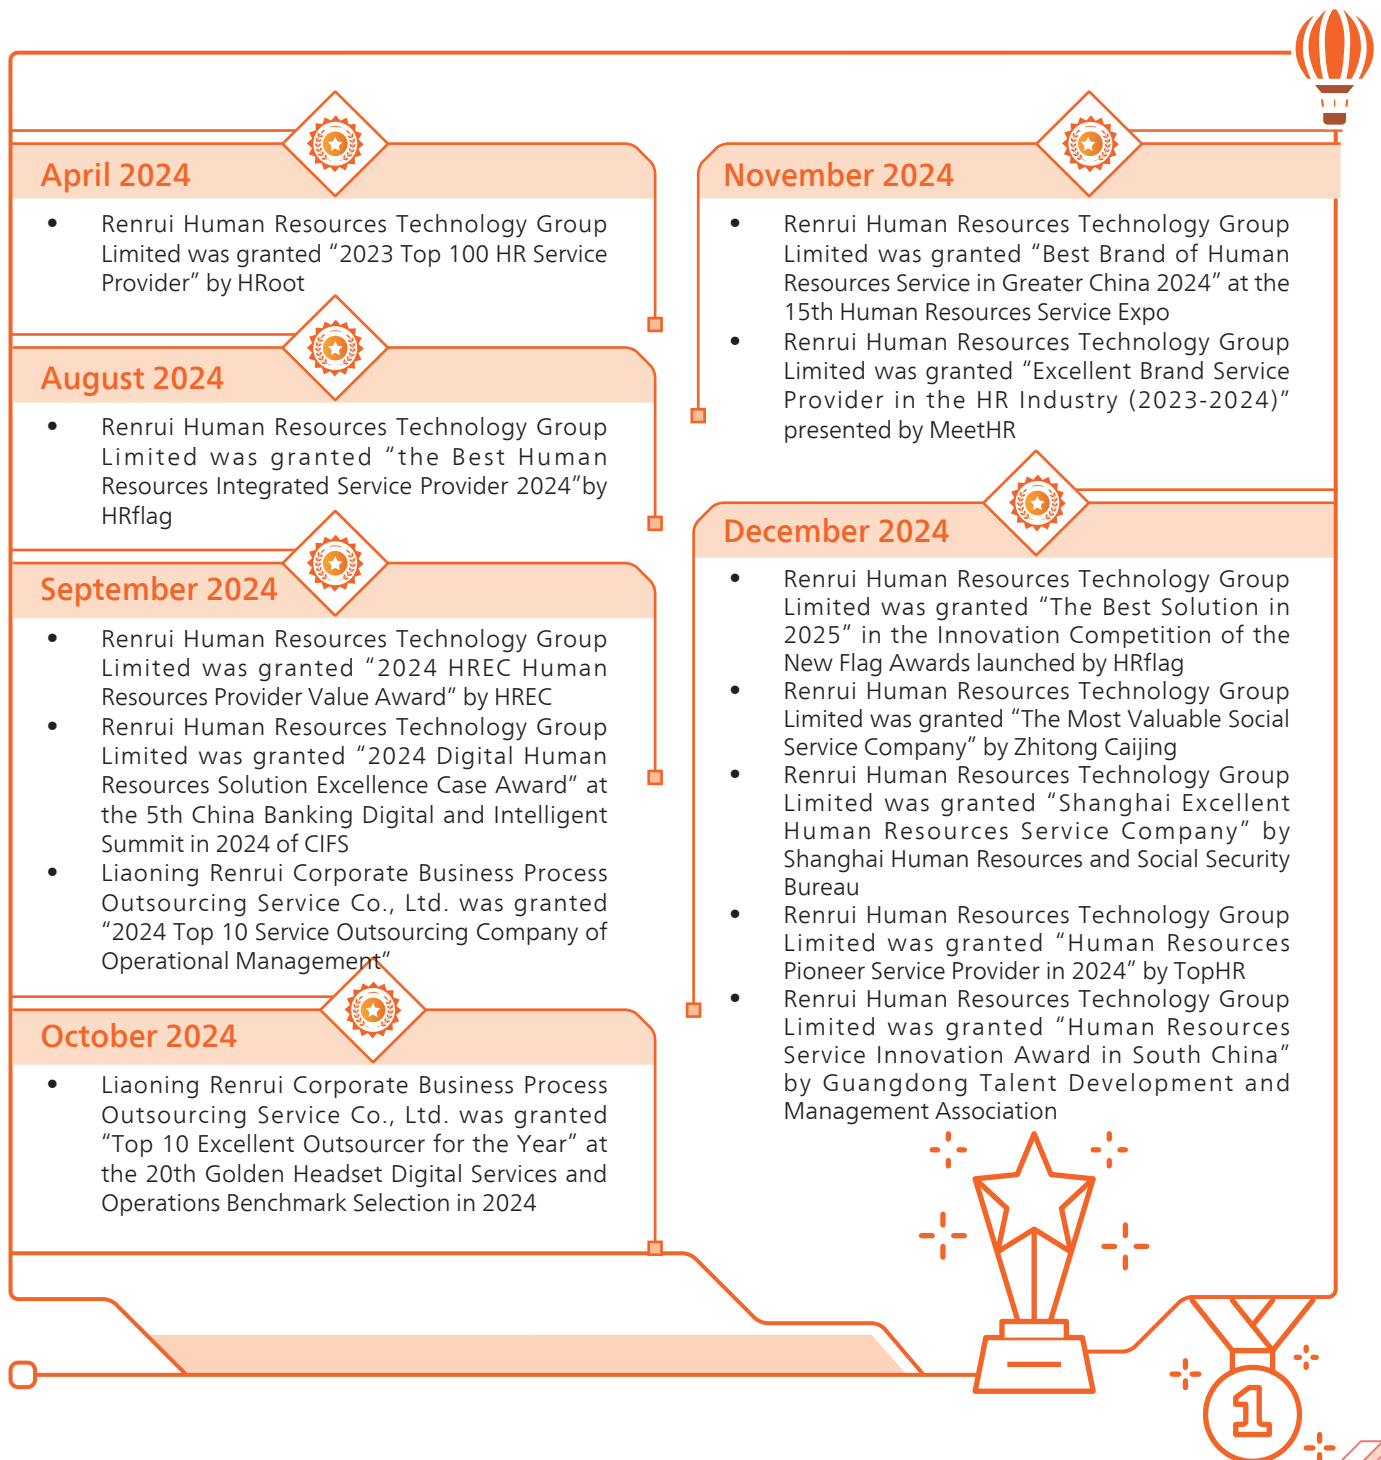 April 2024
• Renrui Human Resources Technology Group
Limited was granted “2023 Top 100 HR Service
Provider” by HRoot
August 2024
• Renrui Human Resources Technology Group
Limited was granted “the Best Human
Resources Integrated Service Provider 2024”by
HRflag
September 2024
• Renrui Human Resources Technology Group
Limited was granted “2024 HREC Human
Resources Provider Value Award” by HREC
• Renrui Human Resources Technology Group
Limited was granted “2024 Digital Human
Resources Solution Excellence Case Award” at
the 5th China Banking Digital and Intelligent
Summit in 2024 of CIFS
• Liaoning Renrui Corporate Business Process
Outsourcing Service Co., Ltd. was granted
“2024 Top 10 Service Outsourcing Company of
Operational Management”
October 2024
• Liaoning Renrui Corporate Business Process
Outsourcing Service Co., Ltd. was granted
“Top 10 Excellent Outsourcer for the Year” at
the 20th Golden Headset Digital Services and
Operations Benchmark Selection in 2024
November 2024
• Renrui Human Resources Technology Group
Limited was granted “Best Brand of Human
Resources Service in Greater China 2024” at the
15th Human Resources Service Expo
• Renrui Human Resources Technology Group
Limited was granted “Excellent Brand Service
Provider in the HR Industry (2023-2024)”
presented by MeetHR
December 2024
• Renrui Human Resources Technology Group
Limited was granted “The Best Solution in
2025” in the Innovation Competition of the
New Flag Awards launched by HRflag
• Renrui Human Resources Technology Group
Limited was granted “The Most Valuable Social
Service Company” by Zhitong Caijing
• Renrui Human Resources Technology Group
Limited was granted “Shanghai Excellent
Human Resources Service Company” by
Shanghai Human Resources and Social Security
Bureau
• Renrui Human Resources Technology Group
Limited was granted “Human Resources
Pioneer Service Provider in 2024” by TopHR
• Renrui Human Resources Technology Group
Limited was granted “Human Resources
Service Innovation Award in South China”
by Guangdong Talent Development and
Management Association
1